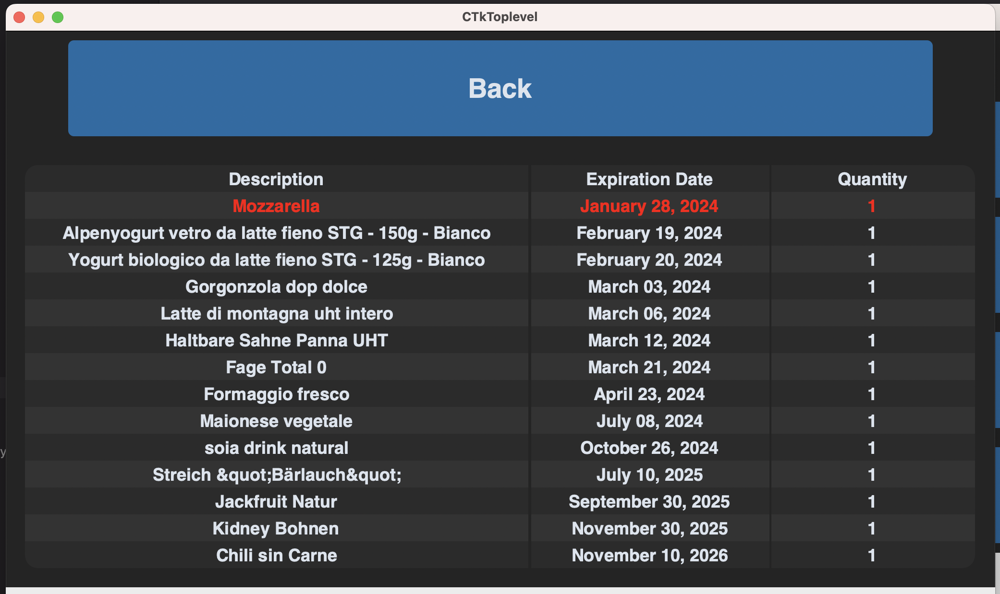 CTkToplevel
Back
Description Expiration Date Quantity
Mozzarella January 28, 2024 1
Alpenyogurt vetro da latte fieno STG - 150g - Bianco February 19, 2024 1
Yogurt biologico da latte fieno STG - 125g - Bianco February 20, 2024 1
Gorgonzola dop dolce March 03, 2024 1
Latte di montagna uht intero March 06, 2024 1
Haltbare Sahne Panna UHT March 12, 2024 1
Fage Total 0 March 21, 2024 1
Formaggio fresco April 23, 2024 1
Maionese vegetale July 08, 2024 1
soia drink natural October 26, 2024 1
Streich &quot;Bärlauch&quot; July 10, 2025 1
Jackfruit Natur September 30, 2025 1
Kidney Bohnen November 30, 2025 1
Chili sin Carne November 10, 2026 1